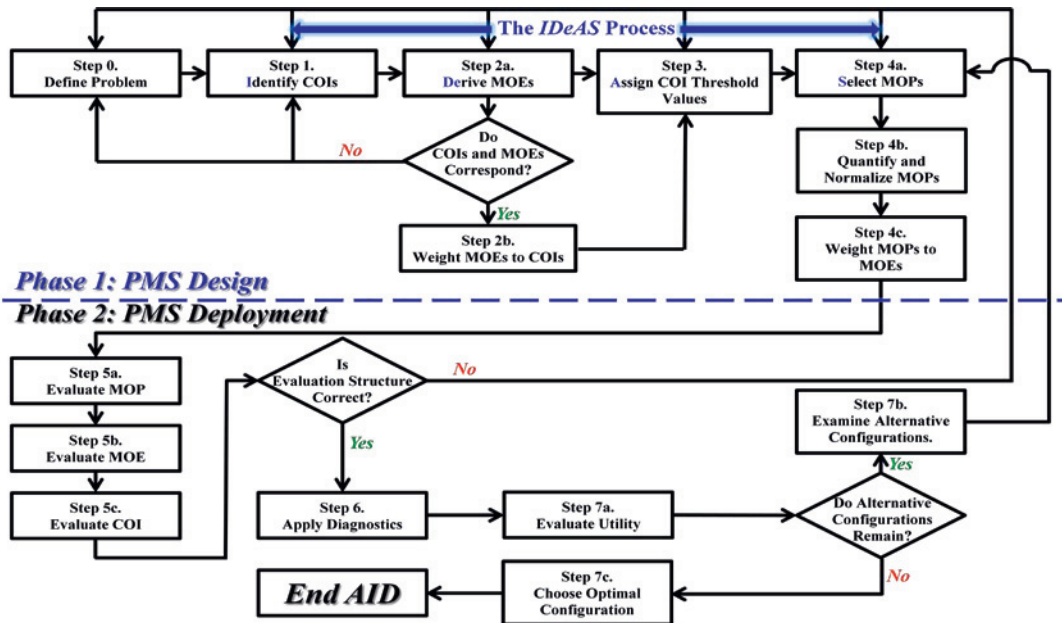 The IDeAS Process
Step 0.
Define Problem
Step 1.
Identify COIs
Step 2a.
Derive MOEs
Step 3.
Assign COI Threshold
Values
Step 4a.
Select MOPs
Do
COIs and MOEs
Correspond?
No
Yes
Step 2b.
Weight MOEs to COIs
Step 4b.
Quantify and
Normalize MOPs
Step 4c.
Weight MOPs to
MOEs
Phase 1: PMS Design
Phase 2: PMS Deployment
Step 5a.
Evaluate MOP
Step 5b.
Evaluate MOE
Step 5c.
Evaluate COI
Is
Evaluation Structure
Correct?
No
Yes
Step 6.
Apply Diagnostics
Step 7a.
Evaluate Utility
Do Alternative
Configurations
Remain?
Yes
Step 7b.
Examine Alternative
Configurations.
No
Step 7c.
Choose Optimal
Configuration
End AID